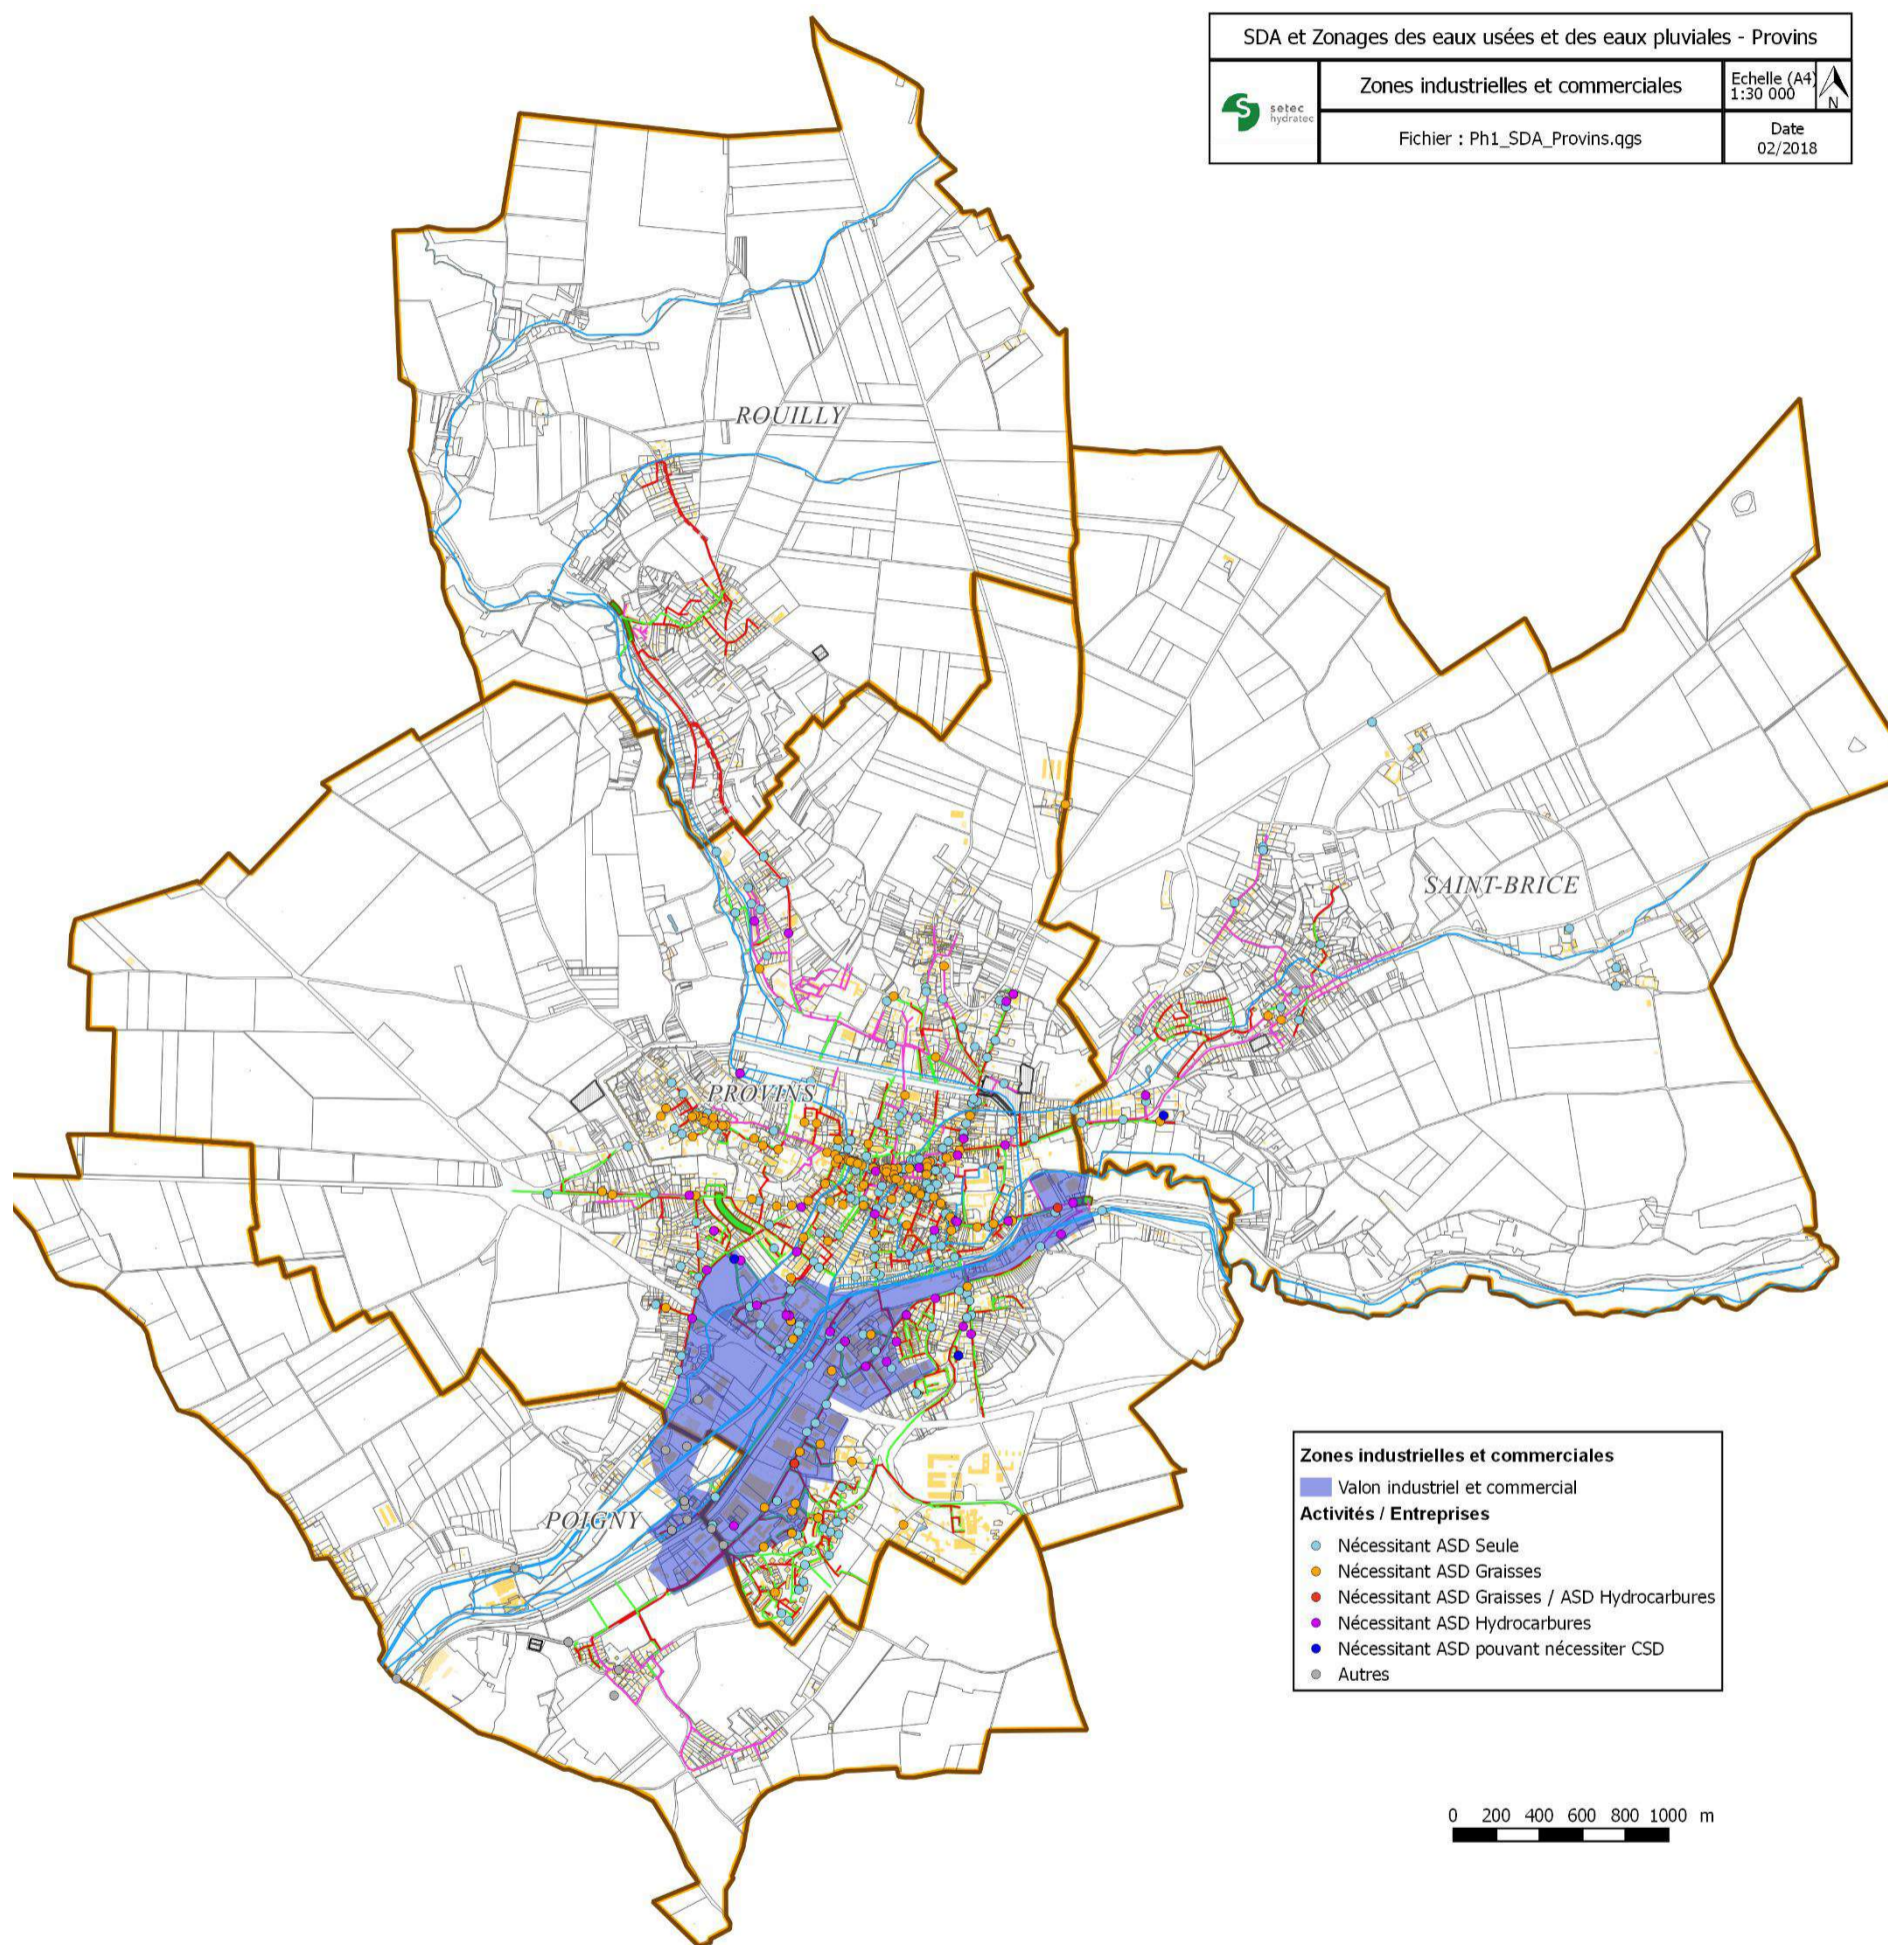 SDA et Zonages des eaux usées et des eaux pluviales - Provins
setec
hydratec
Zones industrielles et commerciales
Echelle (A4)
1:30 000
N
Fichier : Ph1_SDA_Provins.qgs
Date
02/2018
ROUILLY
SAINT-BRICE
PROVINS
POIGNY
Zones industrielles et commerciales
Valon industriel et commercial
Activités / Entreprises
Nécessitant ASD Seule
Nécessitant ASD Graisses
Nécessitant ASD Graisses / ASD Hydrocarbures
Nécessitant ASD Hydrocarbures
Nécessitant ASD pouvant nécessiter CSD
Autres
0 200 400 600 800 1000 m